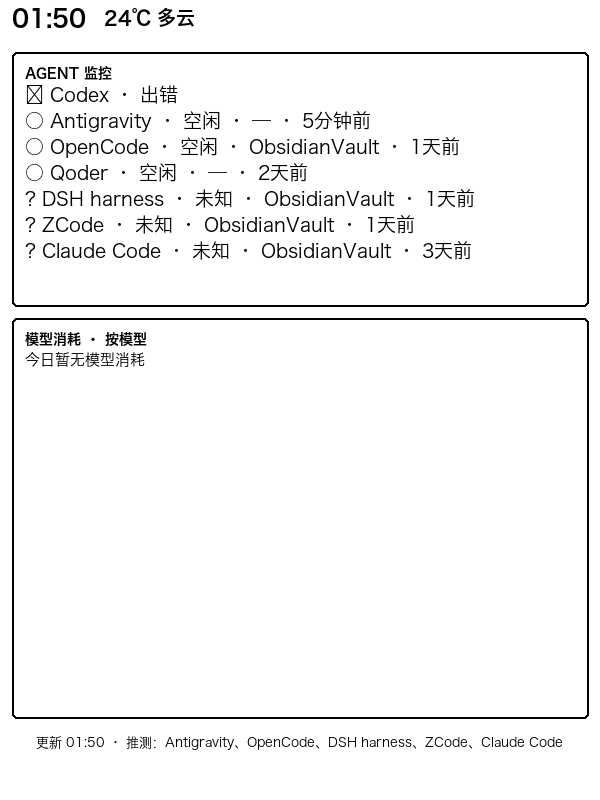 01:50 24℃ 多云
AGENT 监控
☒ Codex · 出错
○ Antigravity · 空闲 · — · 5分钟前
○ OpenCode · 空闲 · ObsidianVault · 1天前
○ Qoder · 空闲 · — · 2天前
? DSH harness · 未知 · ObsidianVault · 1天前
? ZCode · 未知 · ObsidianVault · 1天前
? Claude Code · 未知 · ObsidianVault · 3天前
模型消耗 · 按模型
今日暂无模型消耗
更新 01:50 · 推测：Antigravity、OpenCode、DSH harness、ZCode、Claude Code